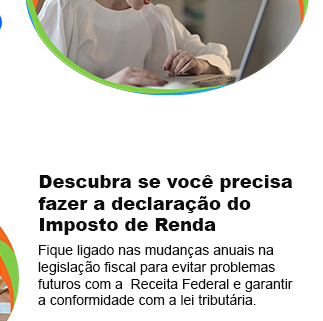 Descubra se você precisa
fazer a declaração do
Imposto de Renda
Fique ligado nas mudanças anuais na
legislação fiscal para evitar problemas
futuros com a  Receita Federal e garantir
a conformidade com a lei tributária.